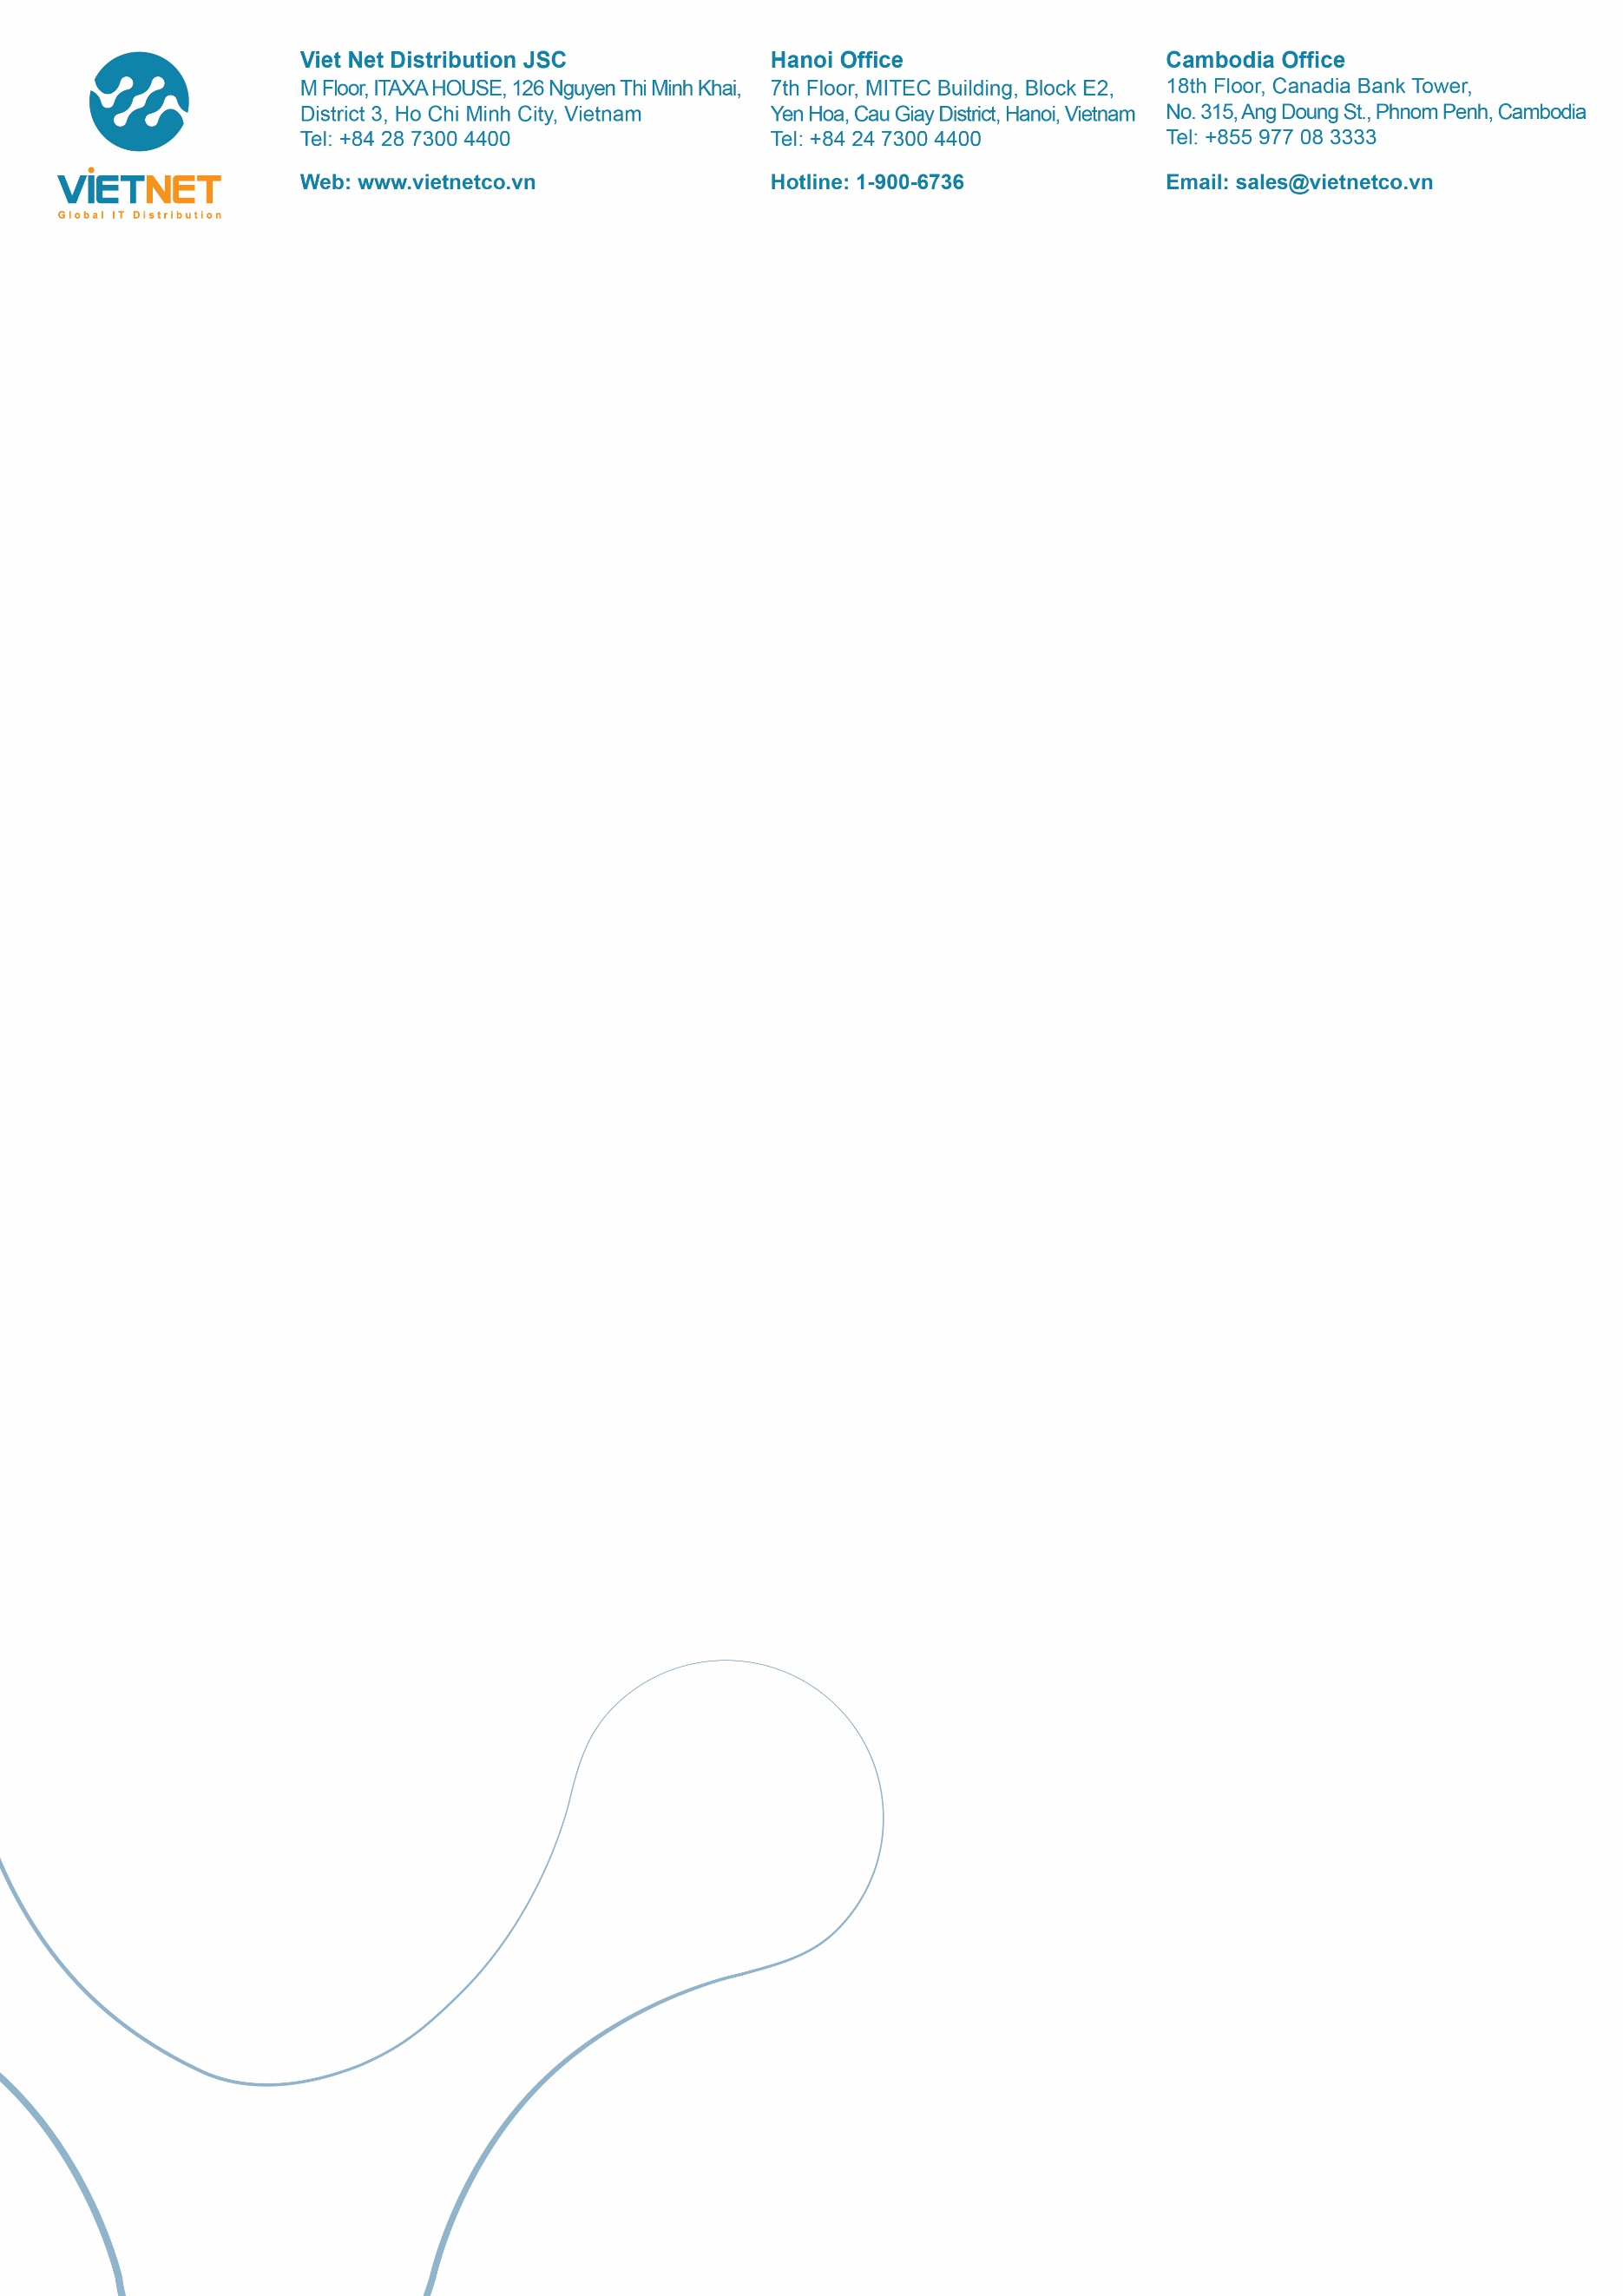 VIETNET
Global IT Distribution
Viet Net Distribution JSC
M Floor, ITAXA HOUSE, 126 Nguyen Thi Minh Khai,
District 3, Ho Chi Minh City, Vietnam
Tel: +84 28 7300 4400
Web: www.vietnetco.vn
Hanoi Office
7th Floor, MITEC Building, Block E2,
Yen Hoa, Cau Giay District, Hanoi, Vietnam
Tel: +84 24 7300 4400
Hotline: 1-900-6736
Cambodia Office
18th Floor, Canadia Bank Tower,
No. 315, Ang Doung St., Phnom Penh, Cambodia
Tel: +855 977 08 3333
Email: sales@vietnetco.vn